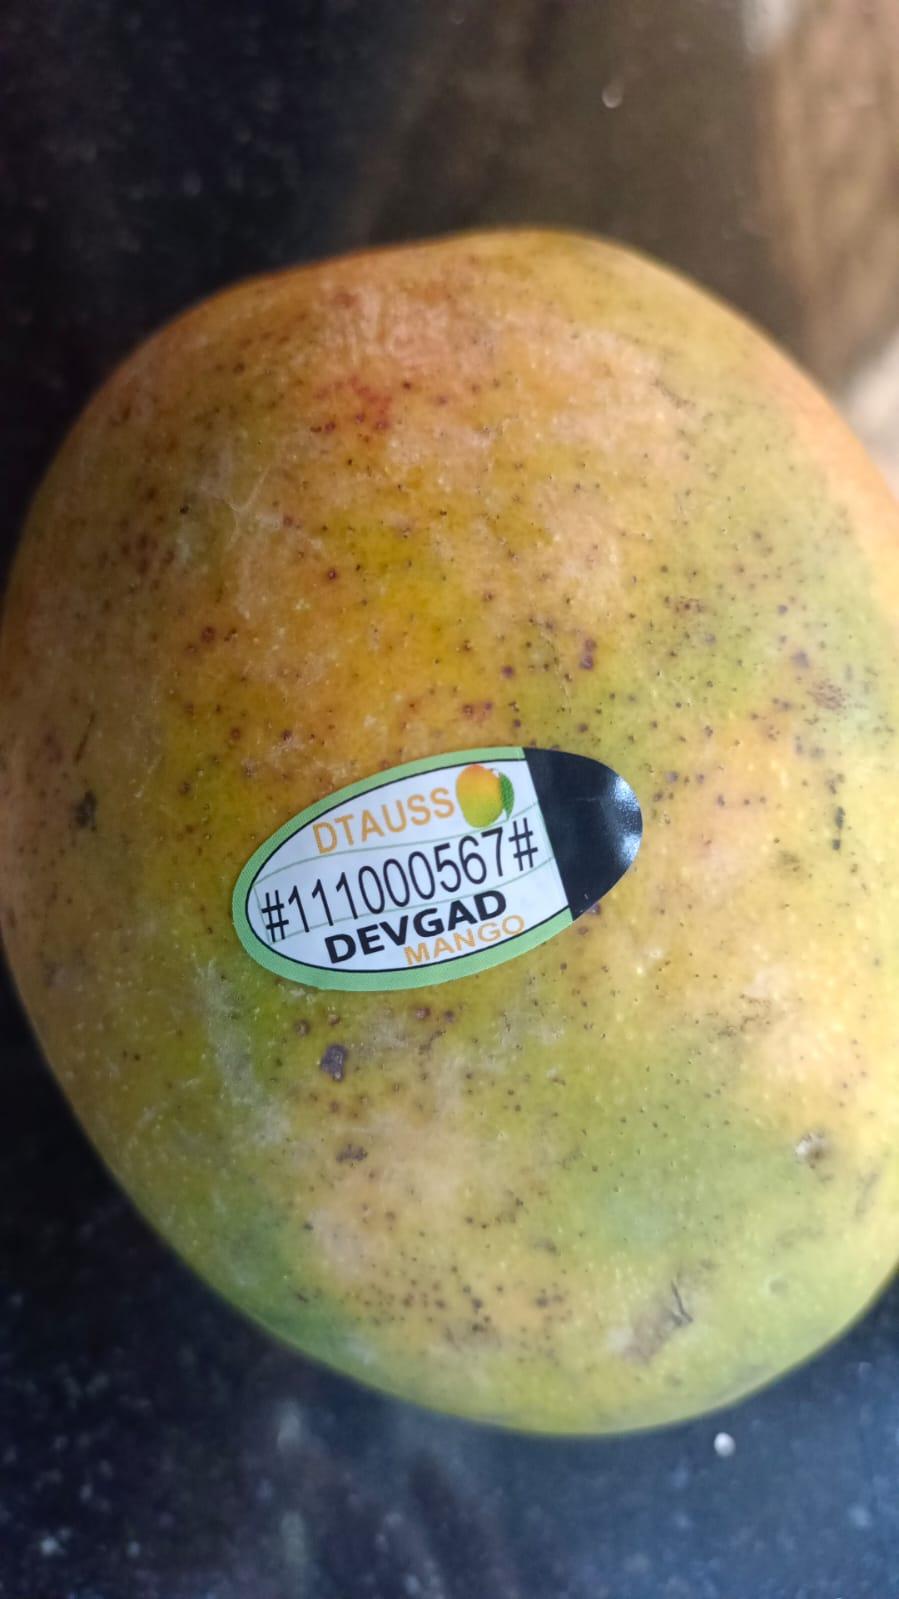 DTAUSS
#111000567#
DEVGAD
MANGO